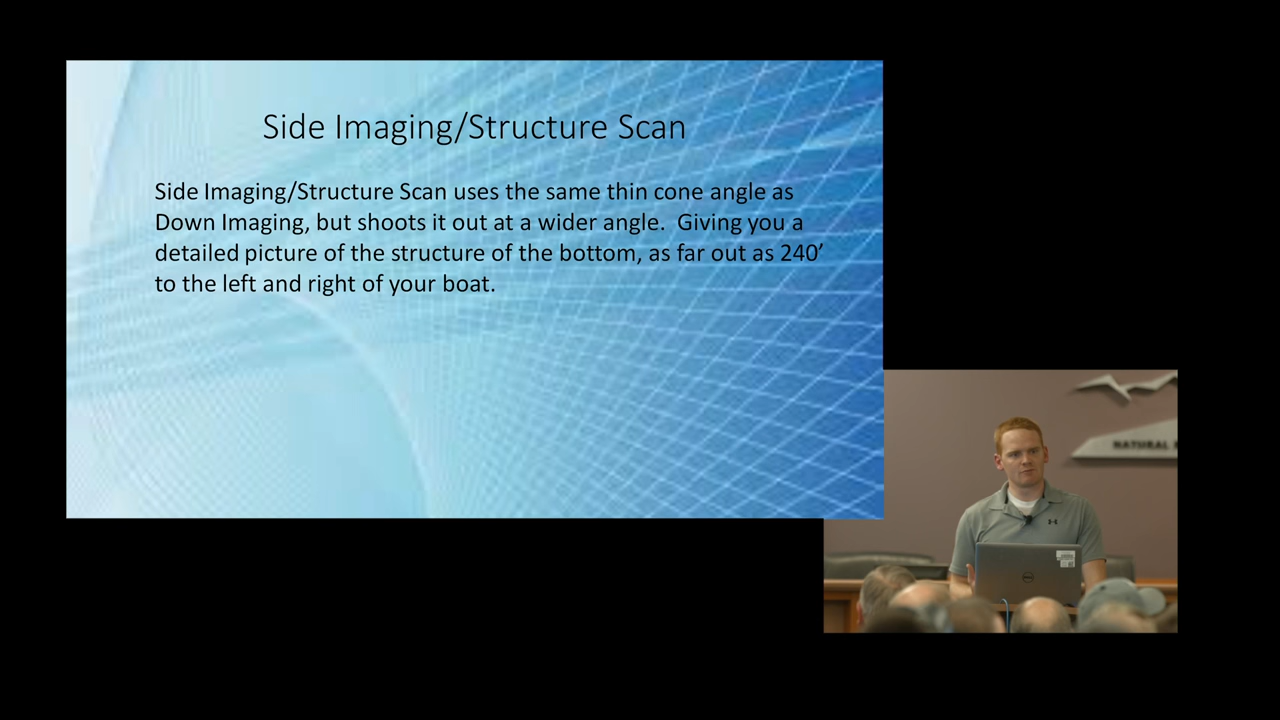 Side Imaging/Structure Scan
Side Imaging/Structure Scan uses the same thin cone angle as
Down Imaging, but shoots it out at a wider angle.  Giving you a
detailed picture of the structure of the bottom, as far out as 240’
to the left and right of your boat.
NATURAL
DELL